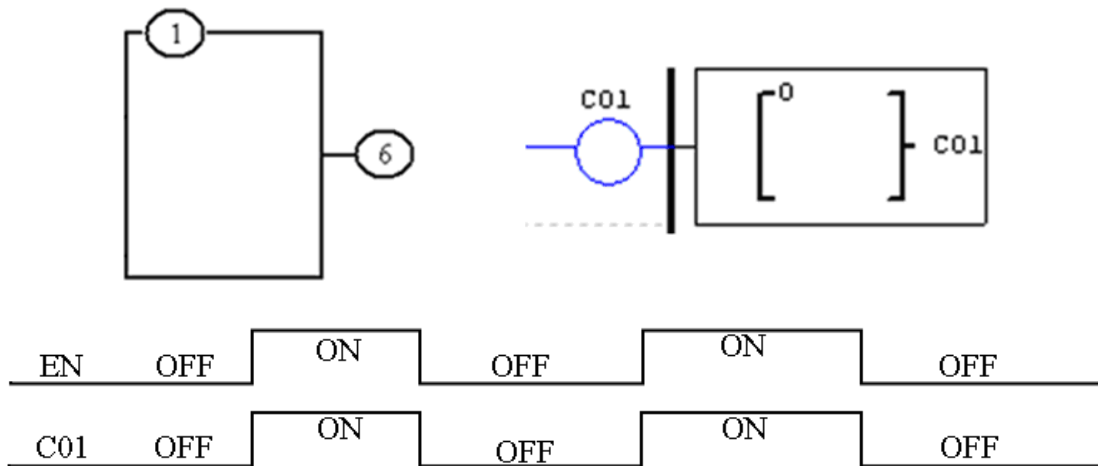 1
6
C01
0
C01
EN OFF ON OFF ON OFF
C01 OFF ON OFF ON OFF